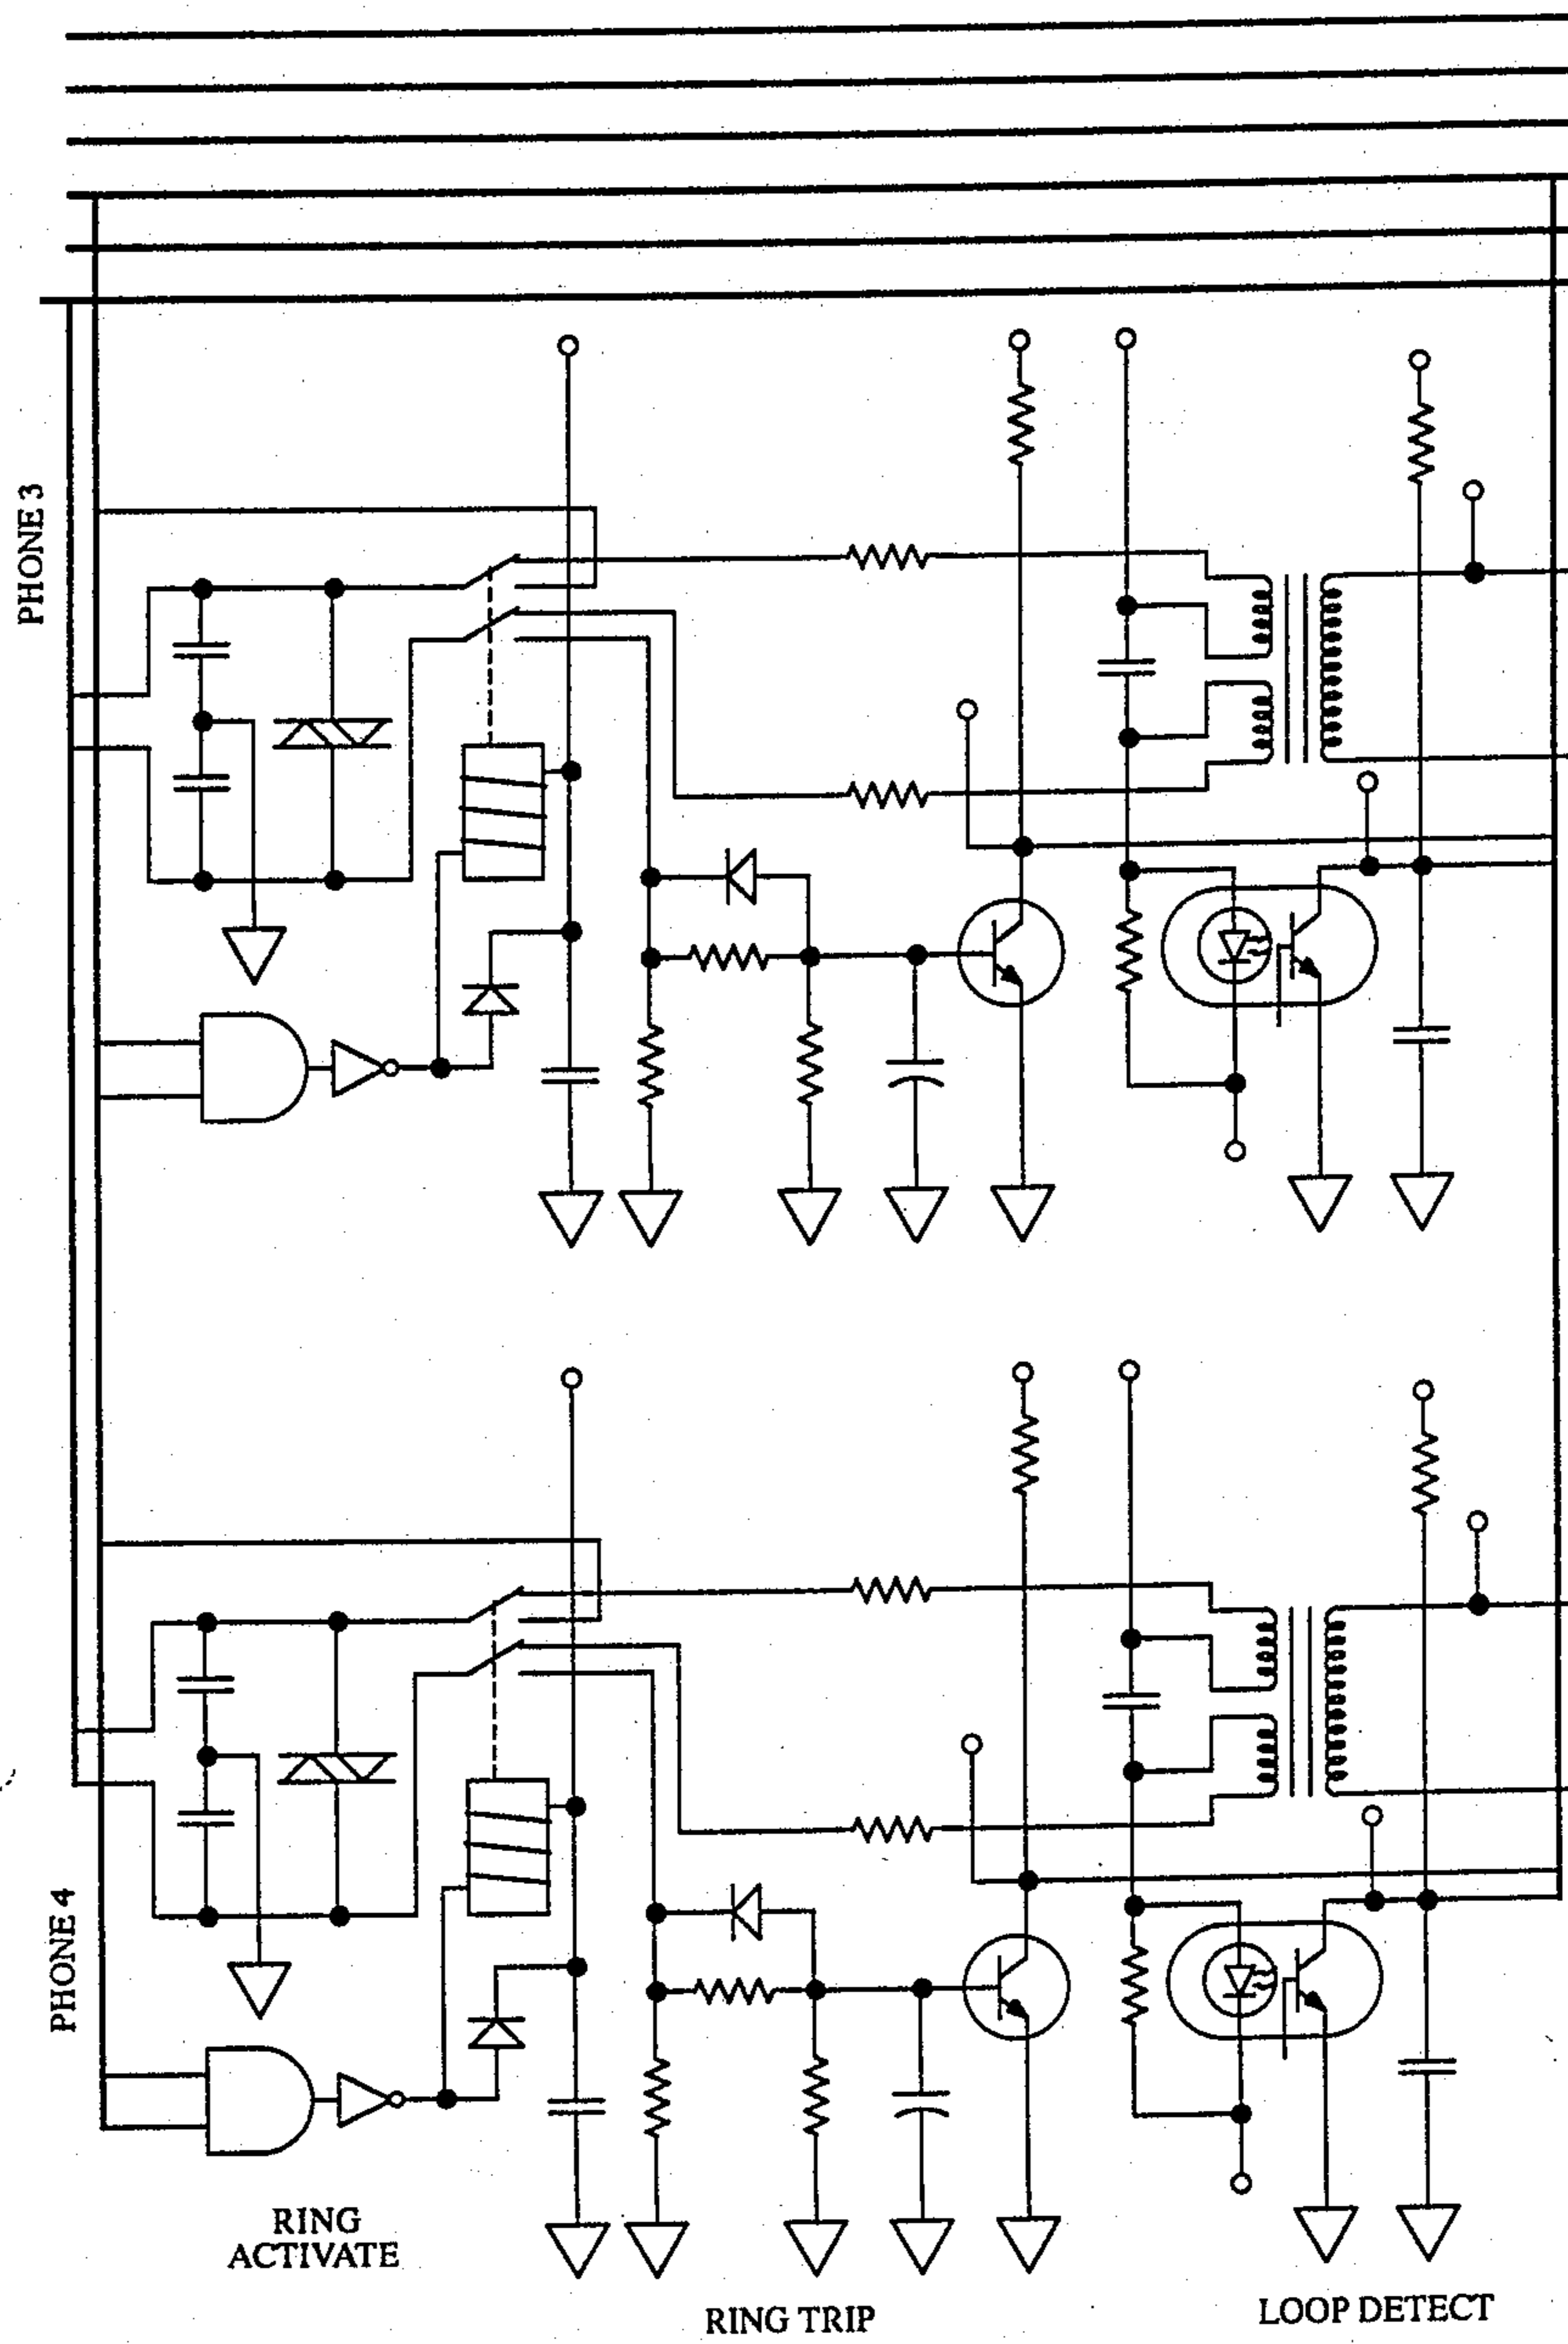 PHONE 3
PHONE 4
RING
ACTIVATE
RING TRIP
LOOP DETECT